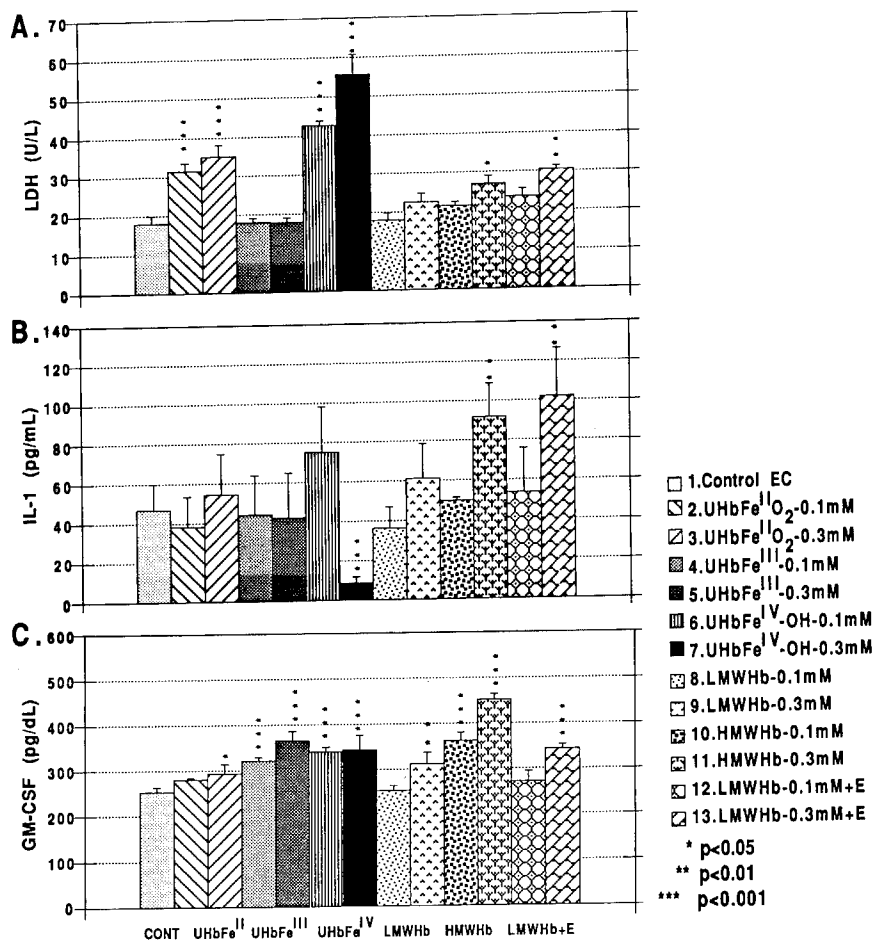 A.
70
60
50
40
30
20
10
0
LDH (U/L)
B.
140
120
100
80
60
40
20
0
IL-1 (pg/mL)
C.
600
500
400
300
200
100
0
GM-CSF (pg/dL)
CONT UHbFe^II UHbFe^III UHbFe^IV LMWHb HMWHb LMWHb+E
1.Control EC
2.UHbFe^II O2-0.1mM
3.UHbFe^II O2-0.3mM
4.UHbFe^III-0.1mM
5.UHbFe^III-0.3mM
6.UHbFe^IV-OH-0.1mM
7.UHbFe^IV-OH-0.3mM
8.LMWHb-0.1mM
9.LMWHb-0.3mM
10.HMWHb-0.1mM
11.HMWHb-0.3mM
12.LMWHb-0.1mM+E
13.LMWHb-0.3mM+E
* p<0.05
** p<0.01
*** p<0.001